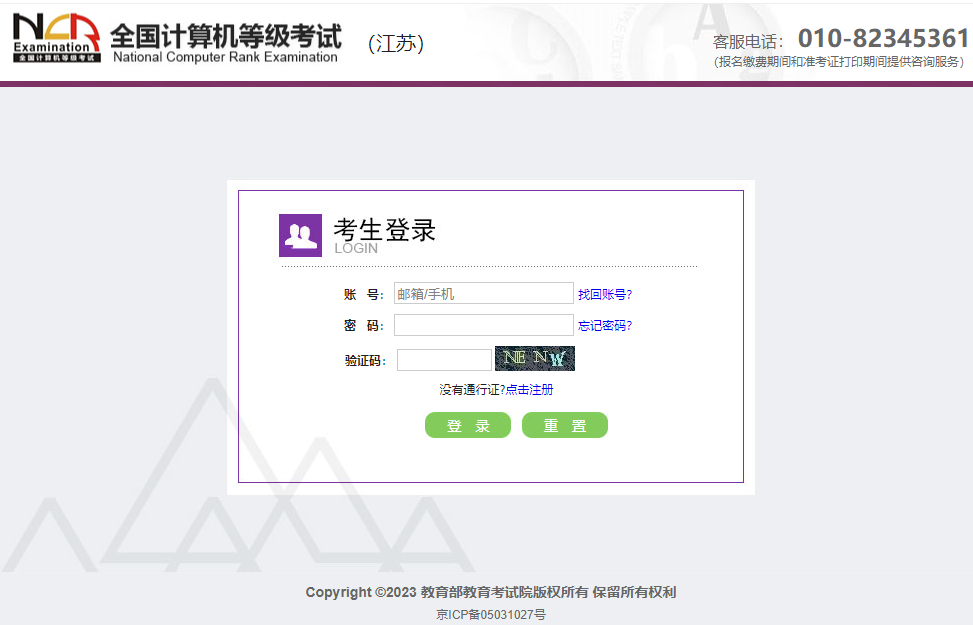 NCR
Examination
全国计算机等级考试
全国计算机等级考试
National Computer Rank Examination
（江苏）
客服电话： 010-82345361
（报名缴费期间和准考证打印期间提供咨询服务）
考生登录
LOGIN
账 号： 邮箱/手机 找回账号?
密 码： 忘记密码?
验证码： NENW
没有通行证?点击注册
登 录 重 置
Copyright ©2023 教育部教育考试院版权所有 保留所有权利
京ICP备05031027号